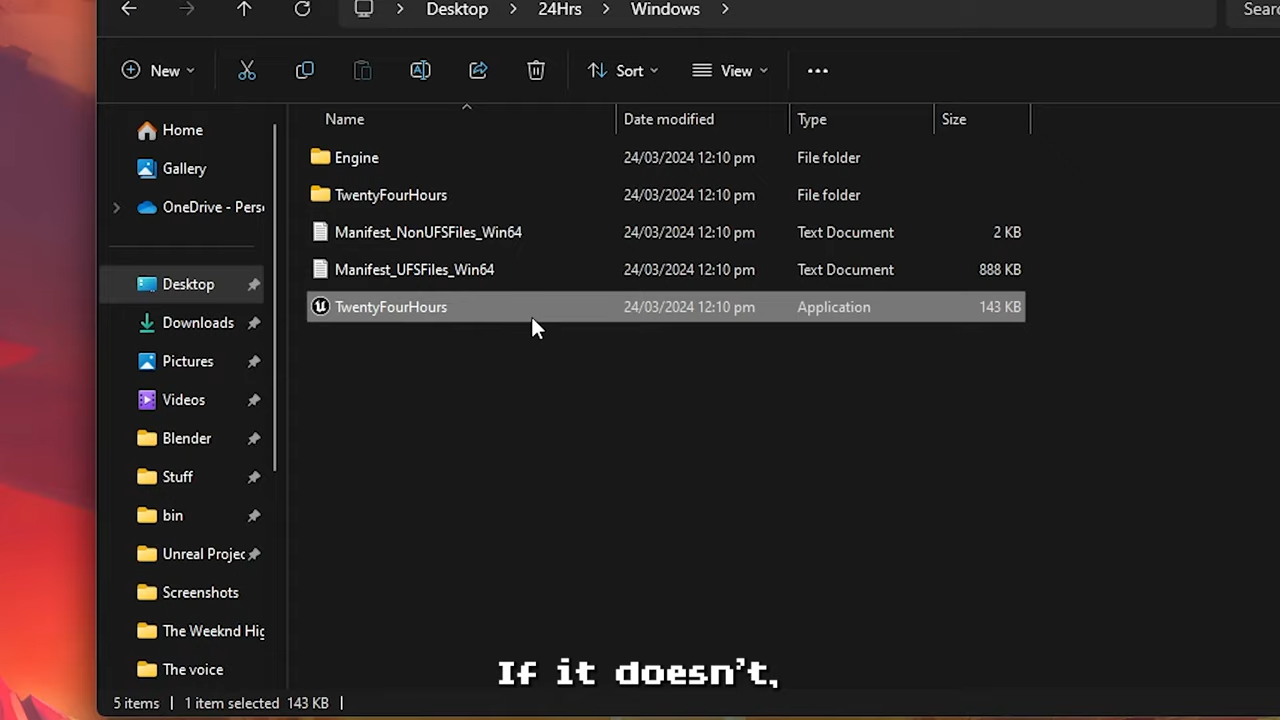 Desktop > 24Hrs > Windows >
Sear
New
Sort
View
Name
Date modified
Type
Size
Home
Gallery
OneDrive - Pers
Desktop
Downloads
Pictures
Videos
Blender
Stuff
bin
Unreal Projec
Screenshots
The Weeknd Hig
The voice
Engine 24/03/2024 12:10 pm File folder
TwentyFourHours 24/03/2024 12:10 pm File folder
Manifest_NonUFSFiles_Win64 24/03/2024 12:10 pm Text Document 2 KB
Manifest_UFSFiles_Win64 24/03/2024 12:10 pm Text Document 888 KB
TwentyFourHours 24/03/2024 12:10 pm Application 143 KB
If it doesn't,
5 items | 1 item selected 143 KB |